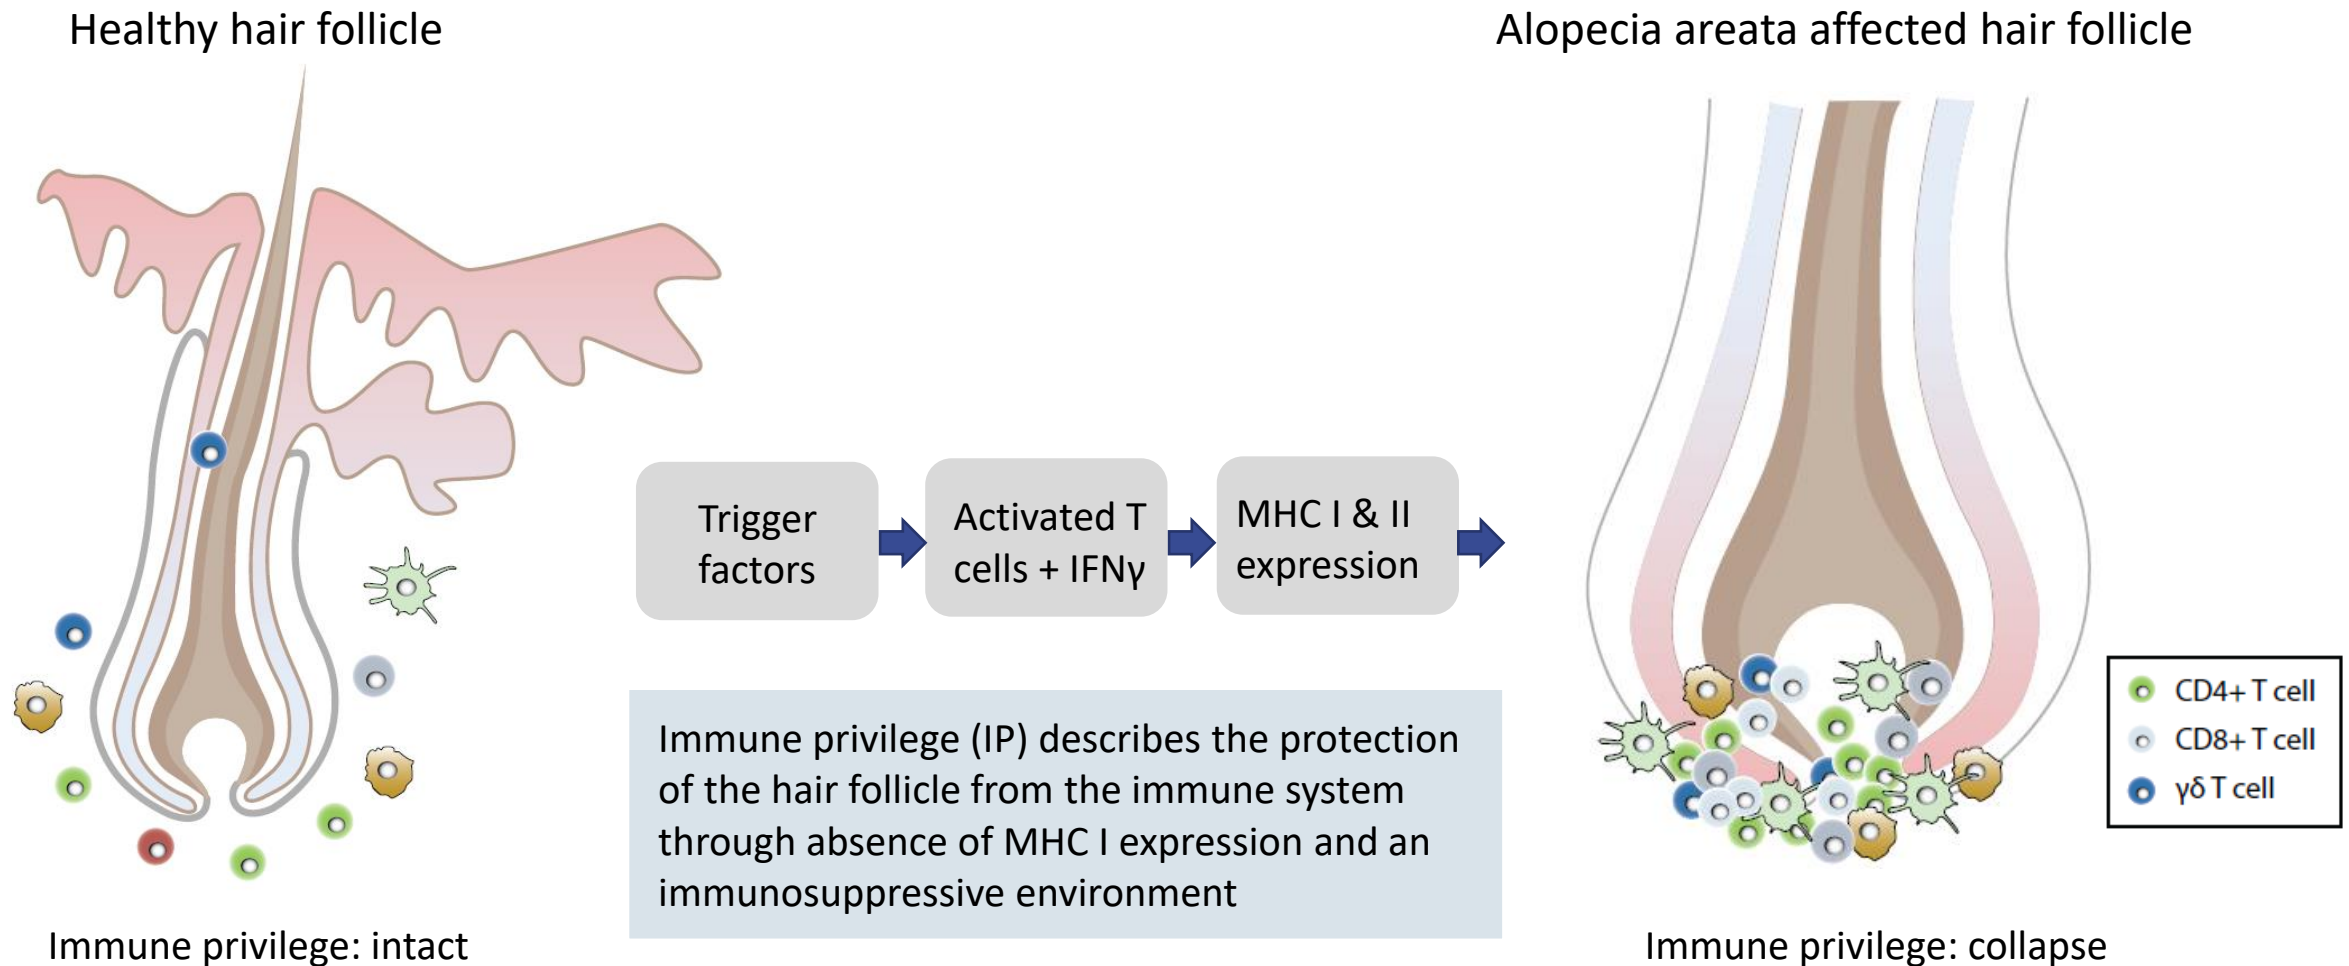 Healthy hair follicle
Alopecia areata affected hair follicle
Trigger
factors
Activated T
cells + IFNγ
MHC I & II
expression
Immune privilege (IP) describes the protection
of the hair follicle from the immune system
through absence of MHC I expression and an
immunosuppressive environment
CD4+ T cell
CD8+ T cell
γδ T cell
Immune privilege: intact
Immune privilege: collapse